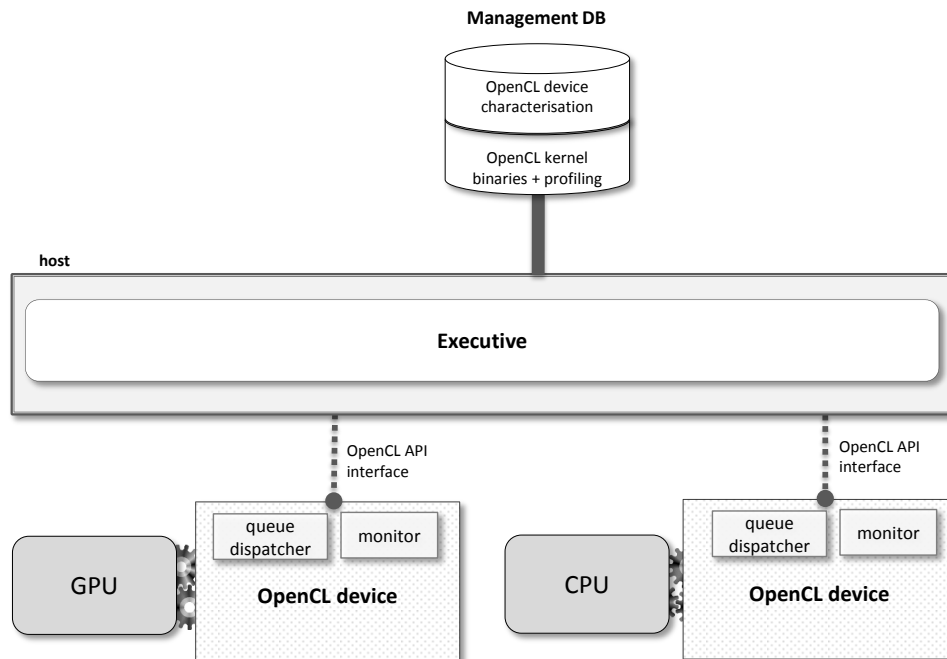 Management DB
OpenCL device
characterisation
OpenCL kernel
binaries + profiling
host
Executive
OpenCL API
interface
OpenCL API
interface
queue
dispatcher
monitor
GPU
OpenCL device
queue
dispatcher
monitor
CPU
OpenCL device